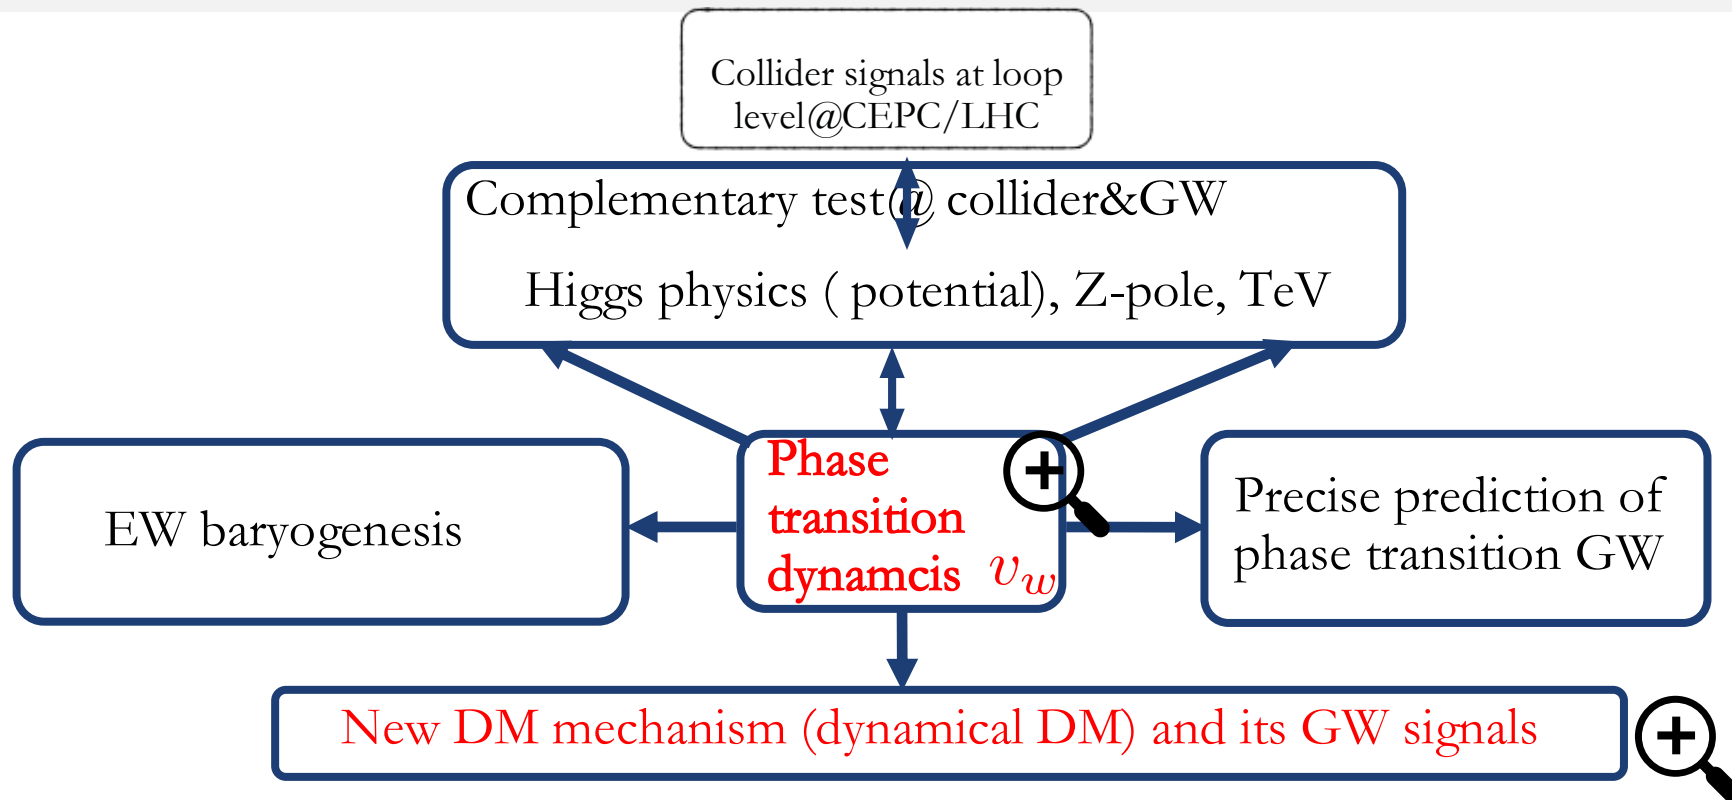 Collider signals at loop
level@CEPC/LHC
Complementary test@ collider&GW
Higgs physics ( potential), Z-pole, TeV
EW baryogenesis
Phase
transition
dynamcis v_w
Precise prediction of
phase transition GW
New DM mechanism (dynamical DM) and its GW signals